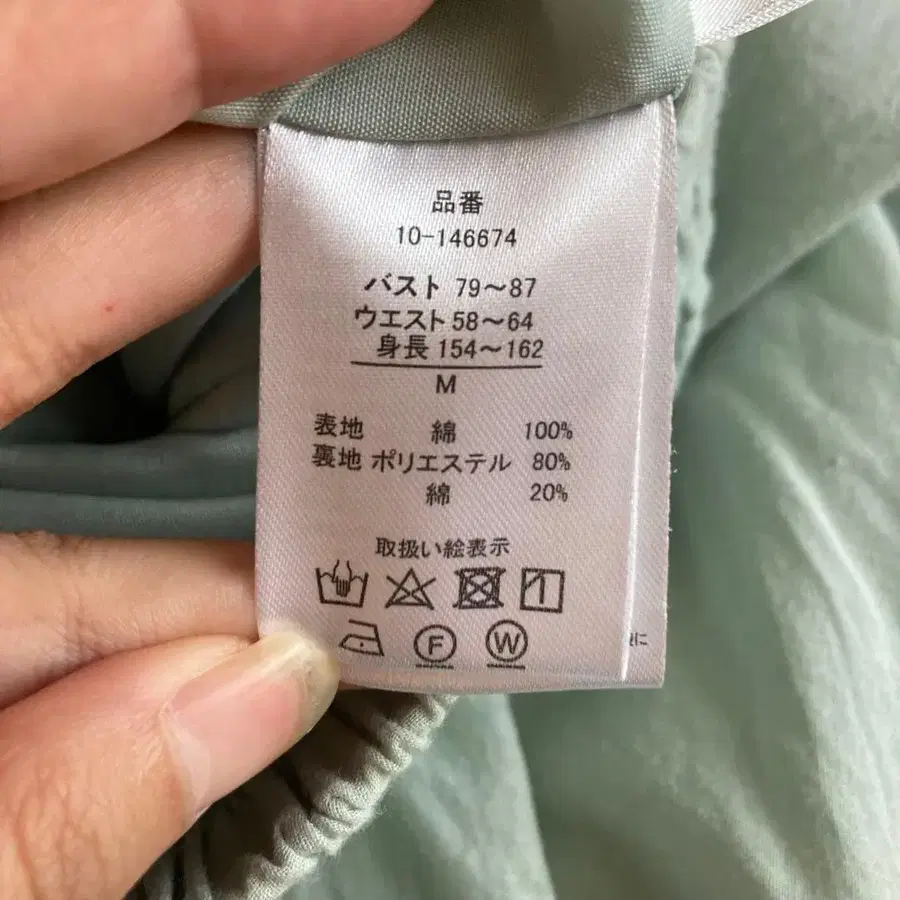 品番
10-146674
バスト 79～87
ウエスト 58～64
身長 154～162
M
表地 綿 100%
裏地 ポリエステル 80%
綿 20%
取扱い絵表示
F W
に